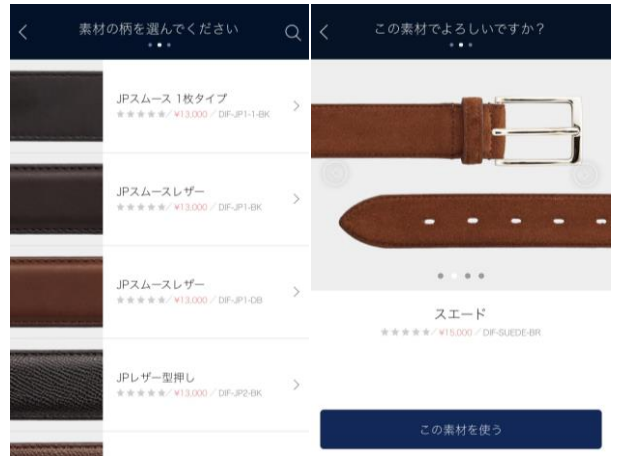 素材の柄を選んでください
JPスムース 1枚タイプ
★★★★★／¥13,000／DIF-JP1-1-BK
JPスムースレザー
★★★★★／¥13,000／DIF-JP1-BK
JPスムースレザー
★★★★★／¥13,000／DIF-JP1-DB
JPレザー型押し
★★★★★／¥13,000／DIF-JP2-BK
この素材でよろしいですか？
スエード
★★★★★／¥15,000／DIF-SUEDE-BR
この素材を使う